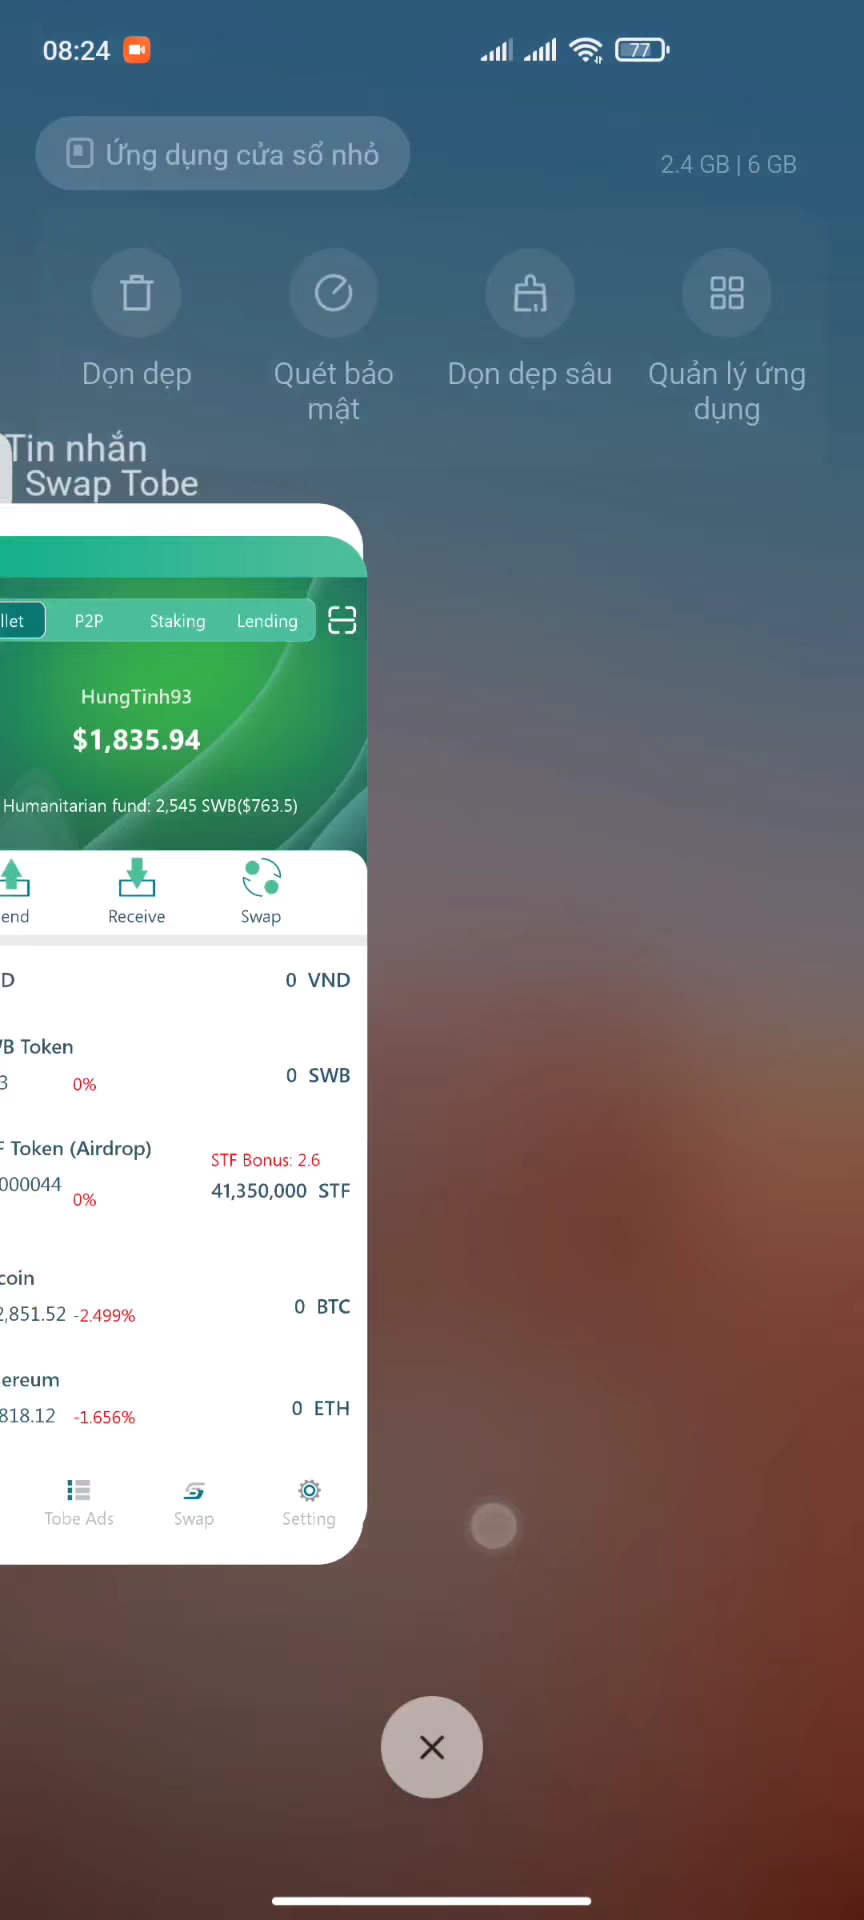 08:24
77
Ứng dụng cửa sổ nhỏ
2.4 GB | 6 GB
Dọn dẹp
Quét bảo mật
Dọn dẹp sâu
Quản lý ứng dụng
Tin nhắn
Swap Tobe
llet P2P Staking Lending
HungTinh93
$1,835.94
Humanitarian fund: 2,545 SWB($763.5)
end Receive Swap
D 0 VND
B Token
3 0% 0 SWB
Token (Airdrop)
STF Bonus: 2.6
000044 0% 41,350,000 STF
coin
2,851.52 -2.499% 0 BTC
ereum
818.12 -1.656% 0 ETH
Tobe Ads Swap Setting